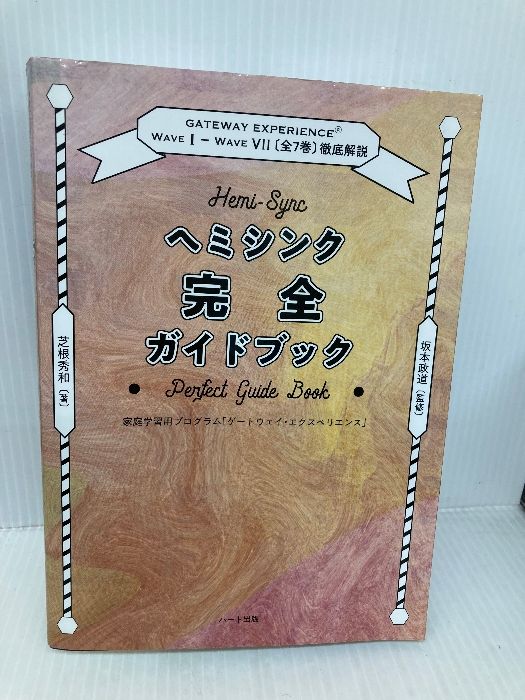 GATEWAY EXPERIENCE®
WAVE I － WAVE VII〔全7巻〕徹底解説
Hemi-Sync
ヘミシンク
完全
ガイドブック
Perfect Guide Book
家庭学習用プログラム「ゲートウェイ・エクスペリエンス」
芝根秀和〔著〕
坂本政道〔監修〕
ハート出版